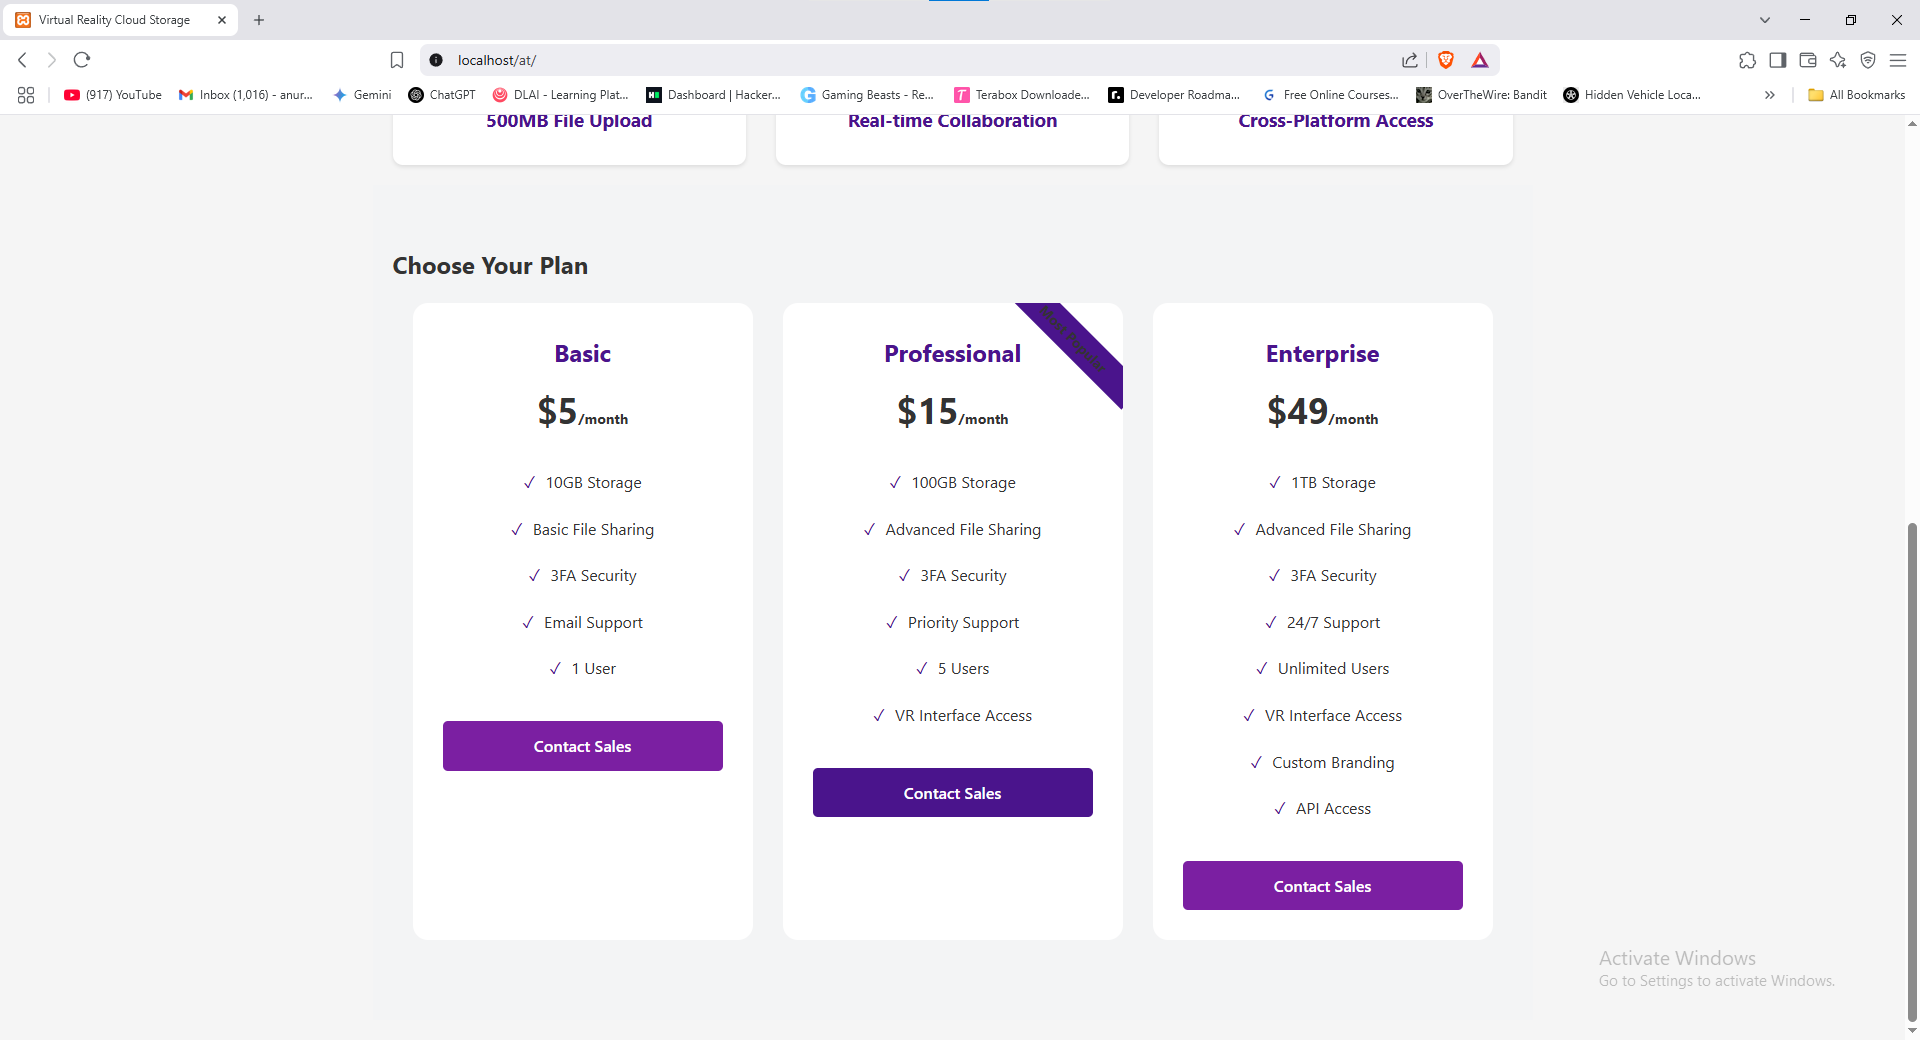 Virtual Reality Cloud Storage
localhost/at/
(917) YouTube
Inbox (1,016) - anur...
Gemini
ChatGPT
DLAI - Learning Plat...
Dashboard | Hacker...
Gaming Beasts - Re...
Terabox Downloade...
Developer Roadma...
Free Online Courses...
OverTheWire: Bandit
Hidden Vehicle Loca...
All Bookmarks
500MB File Upload
Real-time Collaboration
Cross-Platform Access
Choose Your Plan
Basic
$5/month
✓ 10GB Storage
✓ Basic File Sharing
✓ 3FA Security
✓ Email Support
✓ 1 User
Contact Sales
Most Popular
Professional
$15/month
✓ 100GB Storage
✓ Advanced File Sharing
✓ 3FA Security
✓ Priority Support
✓ 5 Users
✓ VR Interface Access
Contact Sales
Enterprise
$49/month
✓ 1TB Storage
✓ Advanced File Sharing
✓ 3FA Security
✓ 24/7 Support
✓ Unlimited Users
✓ VR Interface Access
✓ Custom Branding
✓ API Access
Contact Sales
Activate Windows
Go to Settings to activate Windows.